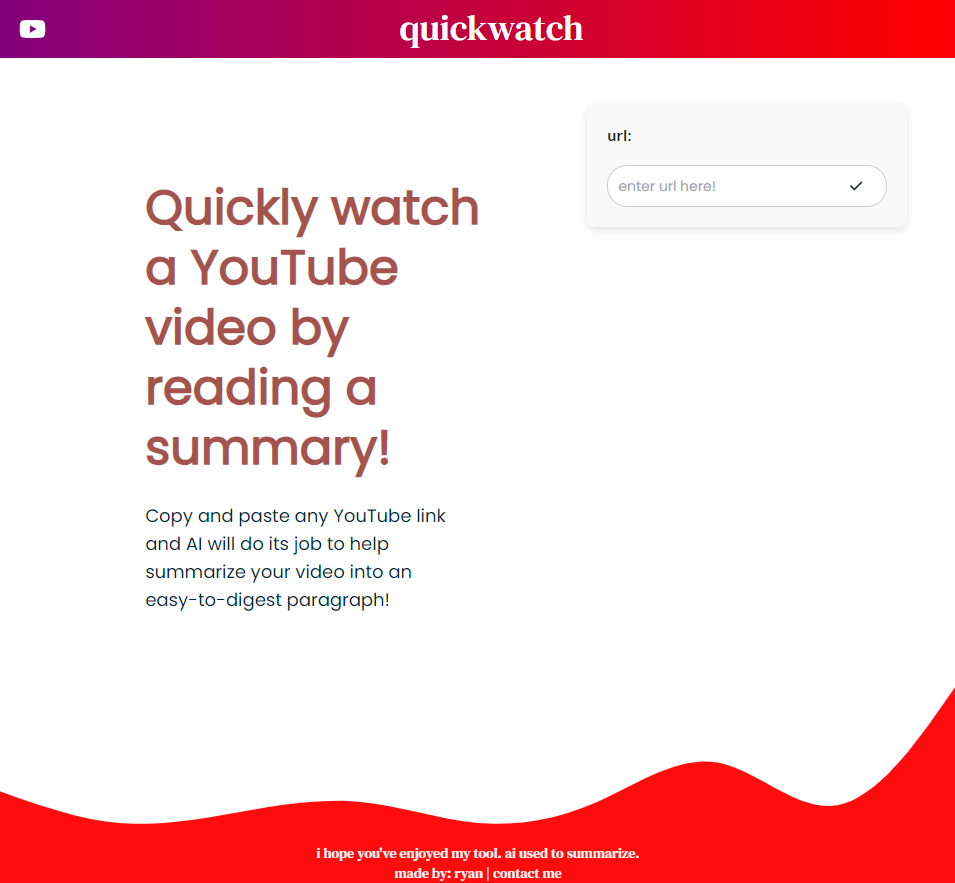 quickwatch
Quickly watch
a YouTube
video by
reading a
summary!
Copy and paste any YouTube link
and AI will do its job to help
summarize your video into an
easy-to-digest paragraph!
url:
enter url here!
i hope you've enjoyed my tool. ai used to summarize.
made by: ryan | contact me